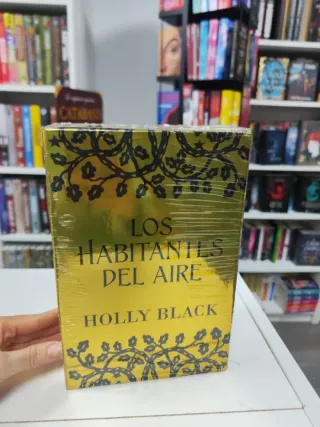 LOS
HABITANTES
DEL AIRE
HOLLY BLACK